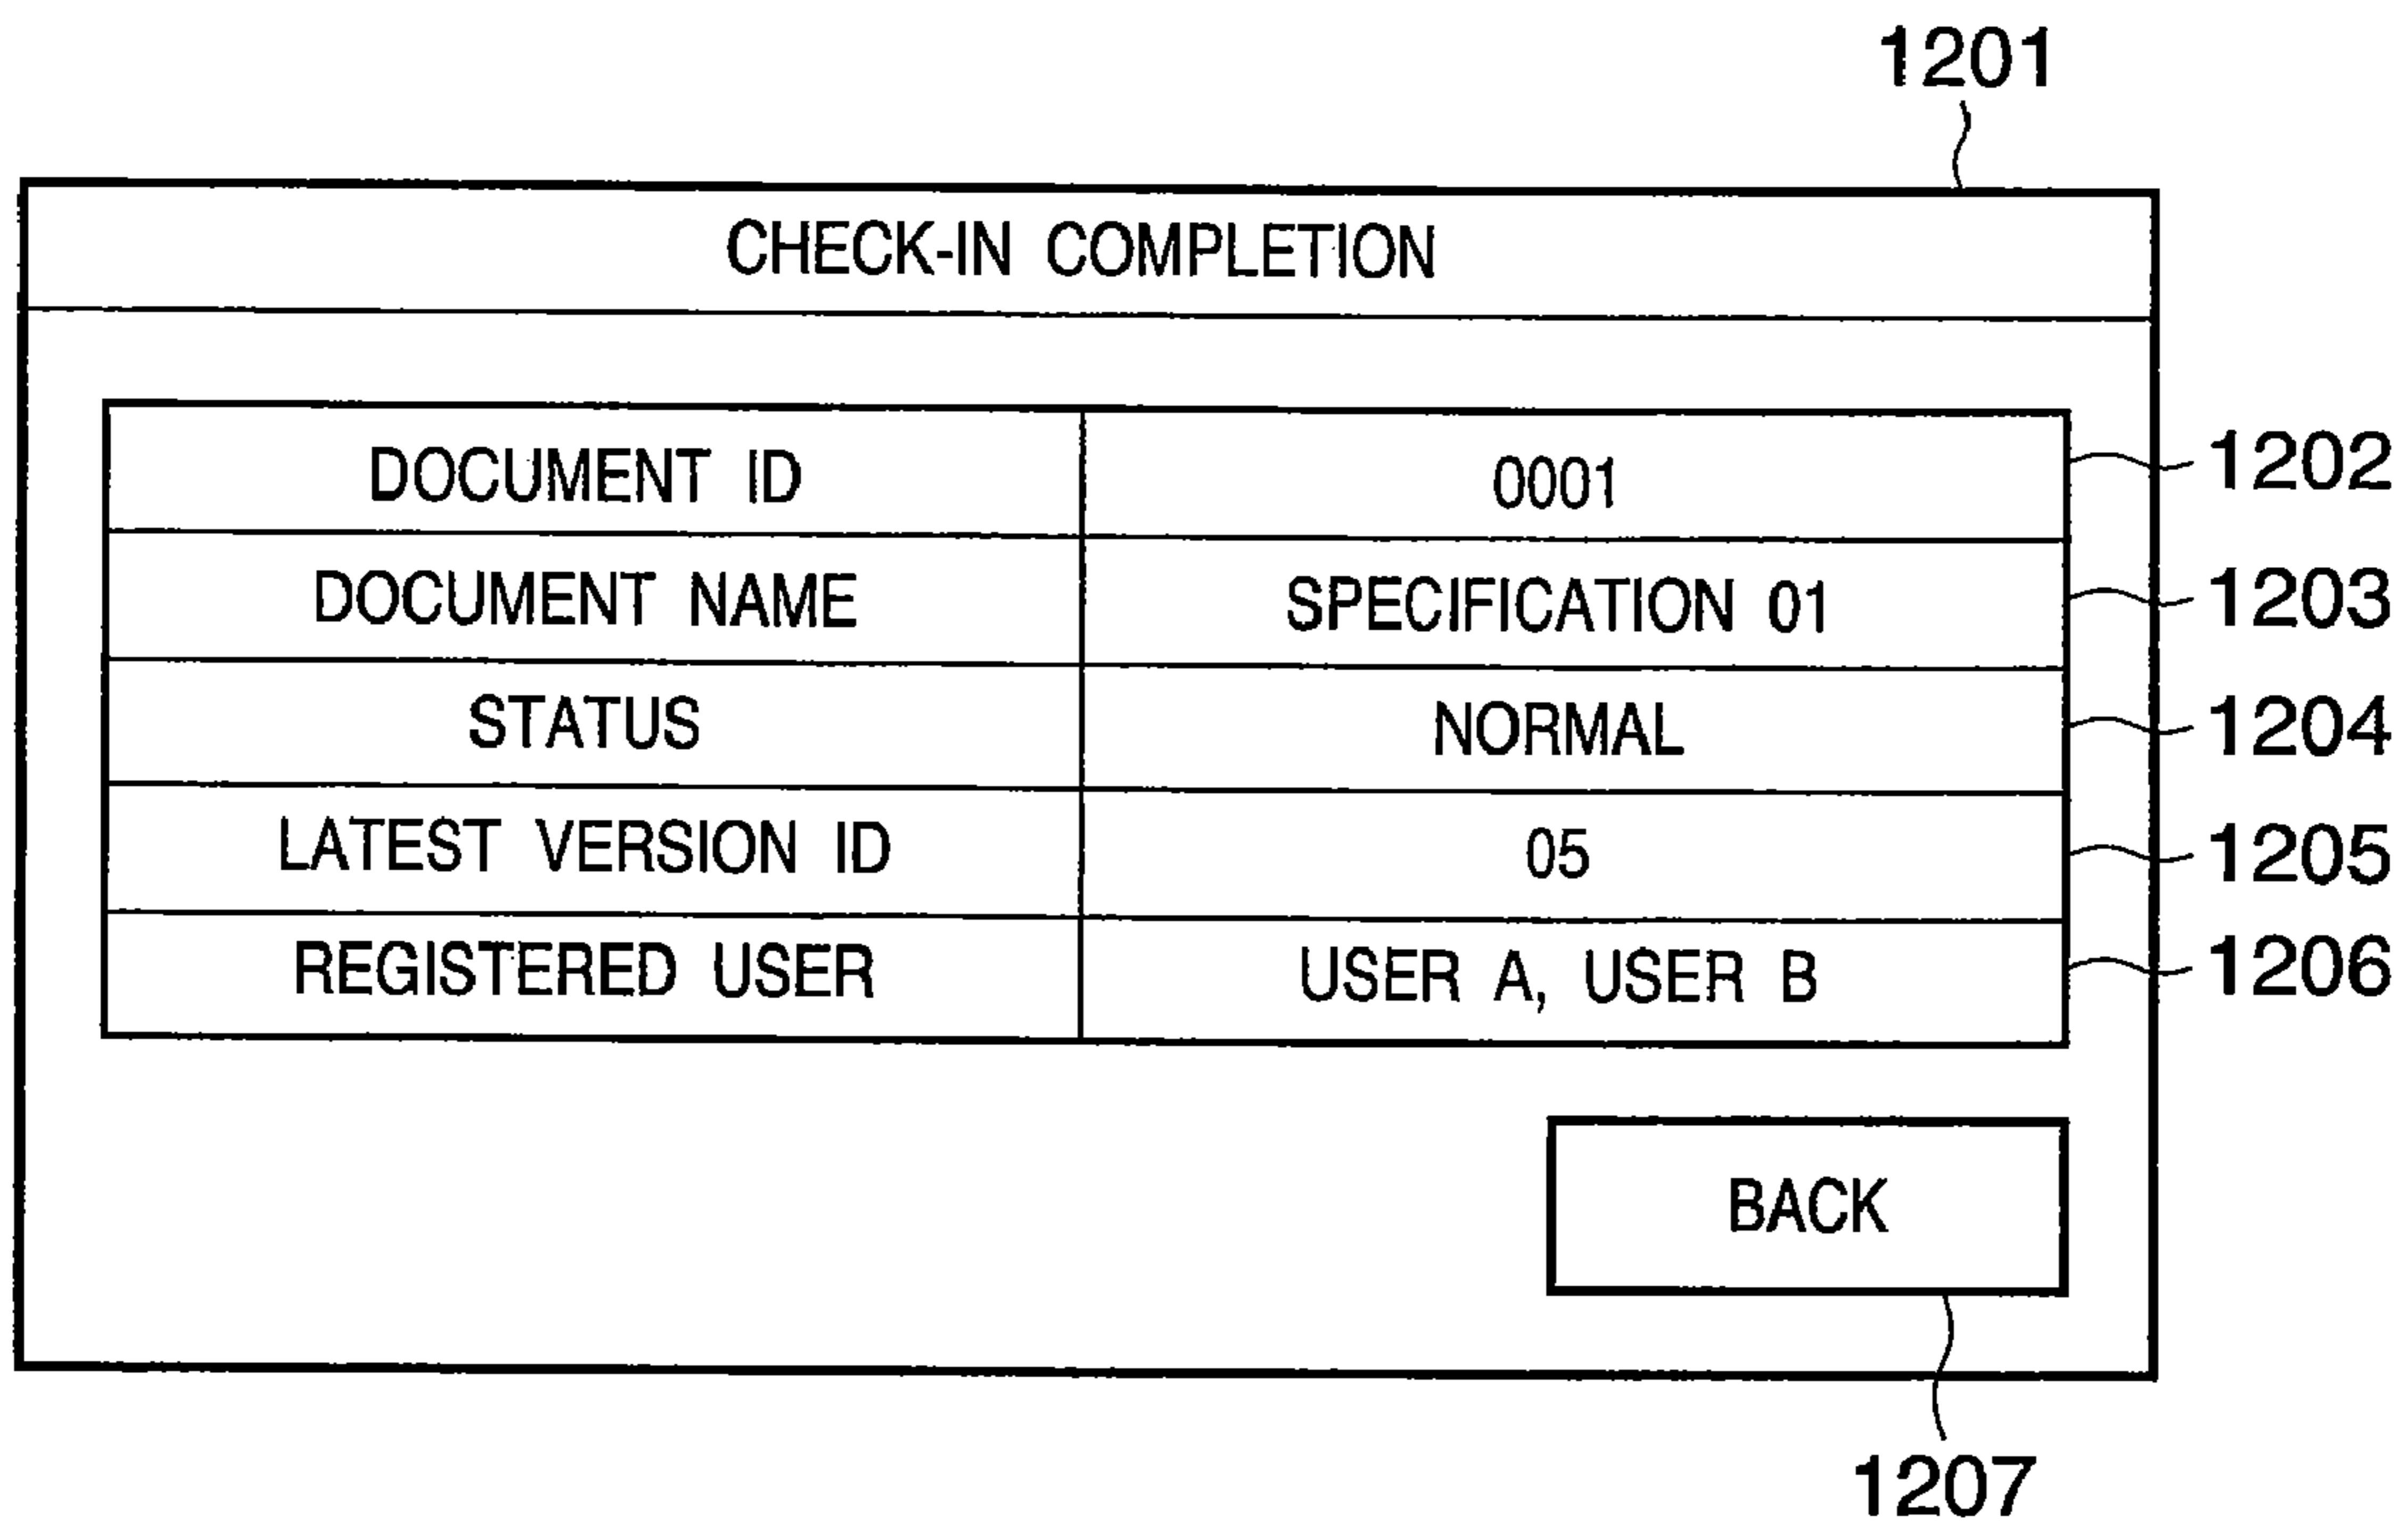 1201
CHECK-IN COMPLETION
DOCUMENT ID 0001 1202
DOCUMENT NAME SPECIFICATION 01 1203
STATUS NORMAL 1204
LATEST VERSION ID 05 1205
REGISTERED USER USER A, USER B 1206
BACK
1207